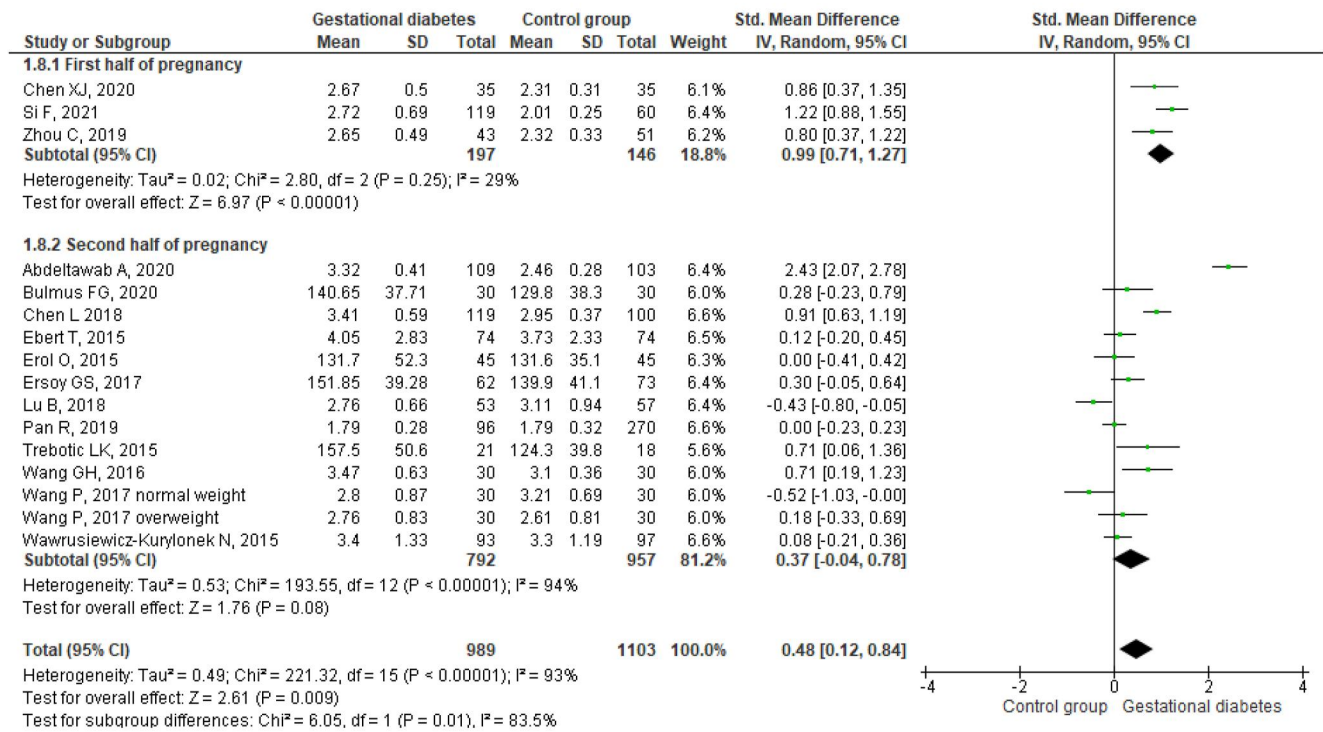 Gestational diabetes Control group Std. Mean Difference Std. Mean Difference
Study or Subgroup Mean SD Total Mean SD Total Weight IV, Random, 95% CI IV, Random, 95% CI
1.8.1 First half of pregnancy
Chen XJ, 2020 2.67 0.5 35 2.31 0.31 35 6.1% 0.86 [0.37, 1.35]
Si F, 2021 2.72 0.69 119 2.01 0.25 60 6.4% 1.22 [0.88, 1.55]
Zhou C, 2019 2.65 0.49 43 2.32 0.33 51 6.2% 0.80 [0.37, 1.22]
Subtotal (95% CI) 197 146 18.8% 0.99 [0.71, 1.27]
Heterogeneity: Tau² = 0.02; Chi² = 2.80, df = 2 (P = 0.25); I² = 29%
Test for overall effect: Z = 6.97 (P < 0.00001)
1.8.2 Second half of pregnancy
Abdeltawab A, 2020 3.32 0.41 109 2.46 0.28 103 6.4% 2.43 [2.07, 2.78]
Bulmus FG, 2020 140.65 37.71 30 129.8 38.3 30 6.0% 0.28 [-0.23, 0.79]
Chen L 2018 3.41 0.59 119 2.95 0.37 100 6.6% 0.91 [0.63, 1.19]
Ebert T, 2015 4.05 2.83 74 3.73 2.33 74 6.5% 0.12 [-0.20, 0.45]
Erol O, 2015 131.7 52.3 45 131.6 35.1 45 6.3% 0.00 [-0.41, 0.42]
Ersoy GS, 2017 151.85 39.28 62 139.9 41.1 73 6.4% 0.30 [-0.05, 0.64]
Lu B, 2018 2.76 0.66 53 3.11 0.94 57 6.4% -0.43 [-0.80, -0.05]
Pan R, 2019 1.79 0.28 96 1.79 0.32 270 6.7% 0.00 [-0.23, 0.23]
Trebotic LK, 2015 157.5 50.6 21 124.3 39.8 18 5.6% 0.71 [0.06, 1.36]
Wang GH, 2016 3.47 0.63 30 3.1 0.36 30 6.0% 0.71 [0.19, 1.23]
Wang P, 2017 normal weight 2.8 0.87 30 3.21 0.69 30 6.0% -0.52 [-1.03, -0.00]
Wang P, 2017 overweight 2.76 0.83 30 2.61 0.81 30 6.0% 0.18 [-0.33, 0.69]
Wawrusiewicz-Kurylonek N, 2015 3.4 1.33 93 3.3 1.19 97 6.6% 0.08 [-0.21, 0.36]
Subtotal (95% CI) 792 957 81.2% 0.37 [-0.04, 0.78]
Heterogeneity: Tau² = 0.53; Chi² = 193.55, df = 12 (P < 0.00001); I² = 94%
Test for overall effect: Z = 1.76 (P = 0.08)
Total (95% CI) 989 1103 100.0% 0.48 [0.12, 0.84]
Heterogeneity: Tau² = 0.49; Chi² = 221.32, df = 15 (P < 0.00001); I² = 93%
Test for overall effect: Z = 2.61 (P = 0.009)
Test for subgroup differences: Chi² = 6.05, df = 1 (P = 0.01), I² = 83.5%
-4 -2 0 2 4
Control group Gestational diabetes